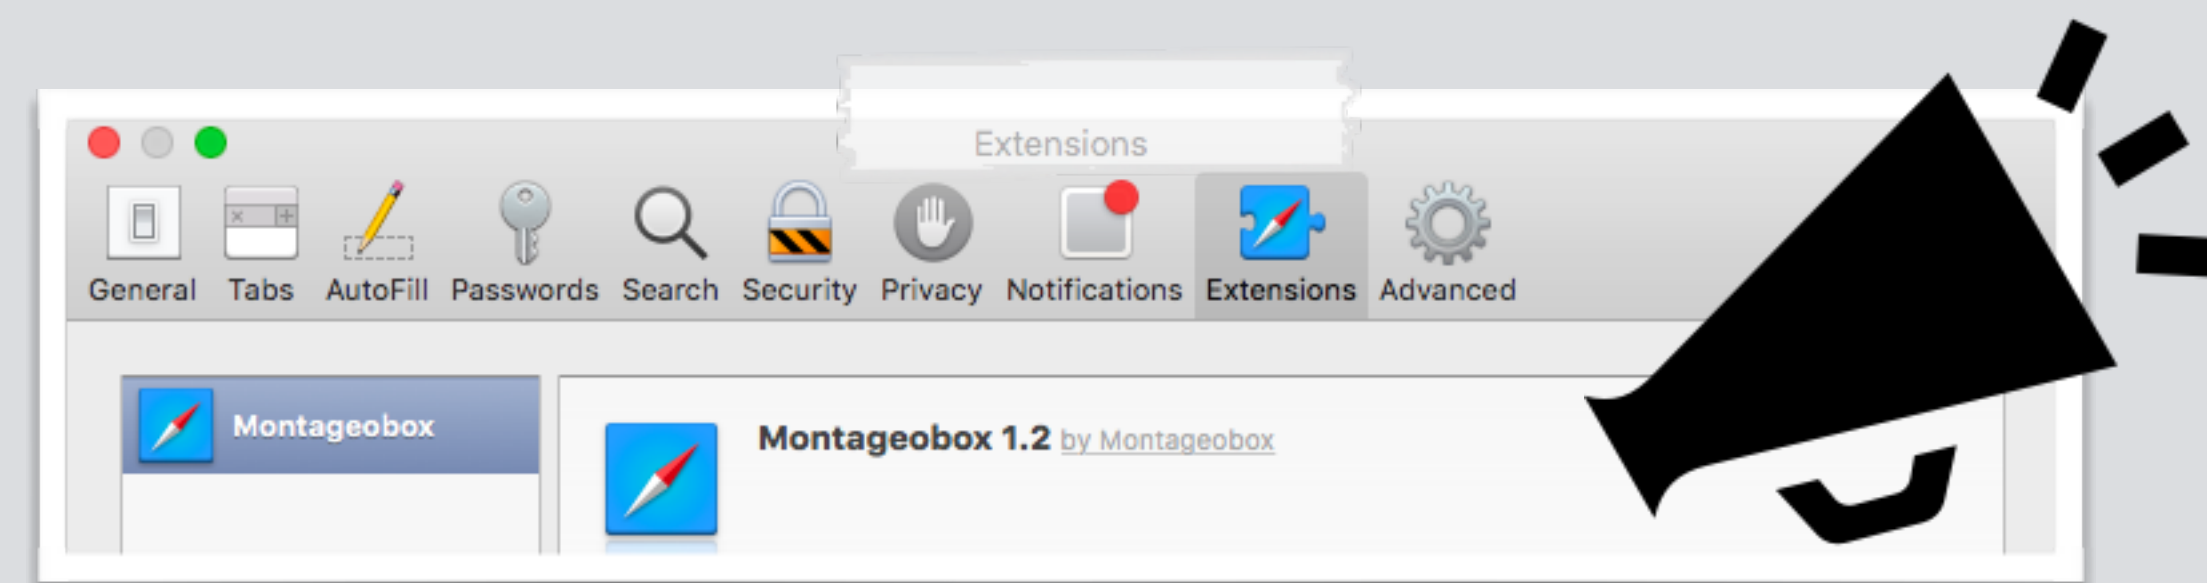 Extensions
General Tabs AutoFill Passwords Search Security Privacy Notifications Extensions Advanced
Montageobox
Montageobox 1.2 by Montageobox